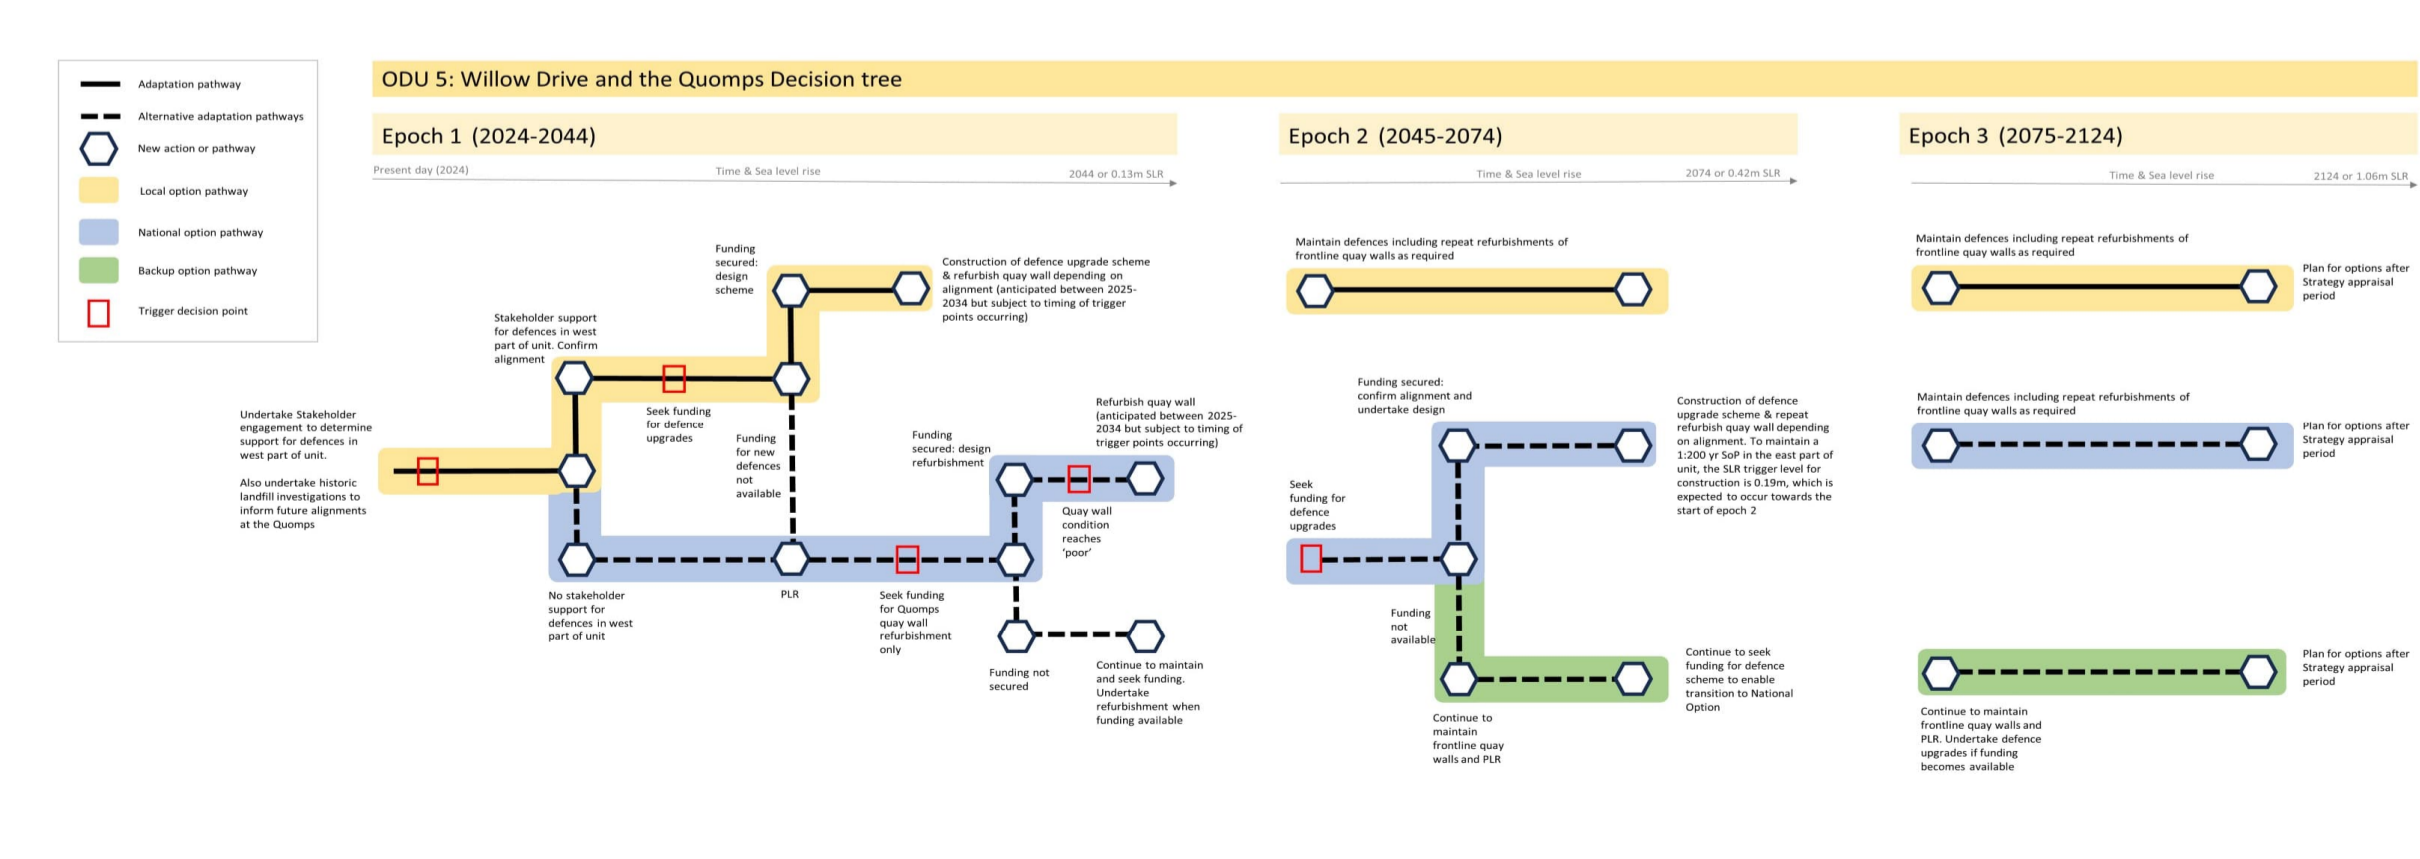 Adaptation pathway
Alternative adaptation pathways
New action or pathway
Local option pathway
National option pathway
Backup option pathway
Trigger decision point
ODU 5: Willow Drive and the Quomps Decision tree
Epoch 1 (2024-2044)
Present day (2024)
Time & Sea level rise
2044 or 0.13m SLR
Undertake Stakeholder
engagement to determine
support for defences in
west part of unit.
Also undertake historic
landfill investigations to
inform future alignments
at the Quomps
Stakeholder support
for defences in west
part of unit. Confirm
alignment
Seek funding
for defence
upgrades
Funding
secured:
design
scheme
Construction of defence upgrade scheme
& refurbish quay wall depending on
alignment (anticipated between 2025-
2034 but subject to timing of trigger
points occurring)
Funding
for new
defences
not
available
No stakeholder
support for
defences in west
part of unit
PLR
Seek funding
for Quomps
quay wall
refurbishment
only
Funding
secured: design
refurbishment
Refurbish quay wall
(anticipated between 2025-
2034 but subject to timing of
trigger points occurring)
Quay wall
condition
reaches
‘poor’
Funding not
secured
Continue to maintain
and seek funding.
Undertake
refurbishment when
funding available
Epoch 2 (2045-2074)
Time & Sea level rise
2074 or 0.42m SLR
Maintain defences including repeat refurbishments of
frontline quay walls as required
Seek
funding for
defence
upgrades
Funding secured:
confirm alignment and
undertake design
Construction of defence
upgrade scheme & repeat
refurbish quay wall depending
on alignment. To maintain a
1:200 yr SoP in the east part of
unit, the SLR trigger level for
construction is 0.19m, which is
expected to occur towards the
start of epoch 2
Funding
not
available
Continue to
maintain
frontline quay
walls and PLR
Continue to seek
funding for defence
scheme to enable
transition to National
Option
Epoch 3 (2075-2124)
Time & Sea level rise
2124 or 1.06m SLR
Maintain defences including repeat refurbishments of
frontline quay walls as required
Plan for options after
Strategy appraisal
period
Maintain defences including repeat refurbishments of
frontline quay walls as required
Plan for options after
Strategy appraisal
period
Plan for options after
Strategy appraisal
period
Continue to maintain
frontline quay walls and
PLR. Undertake defence
upgrades if funding
becomes available